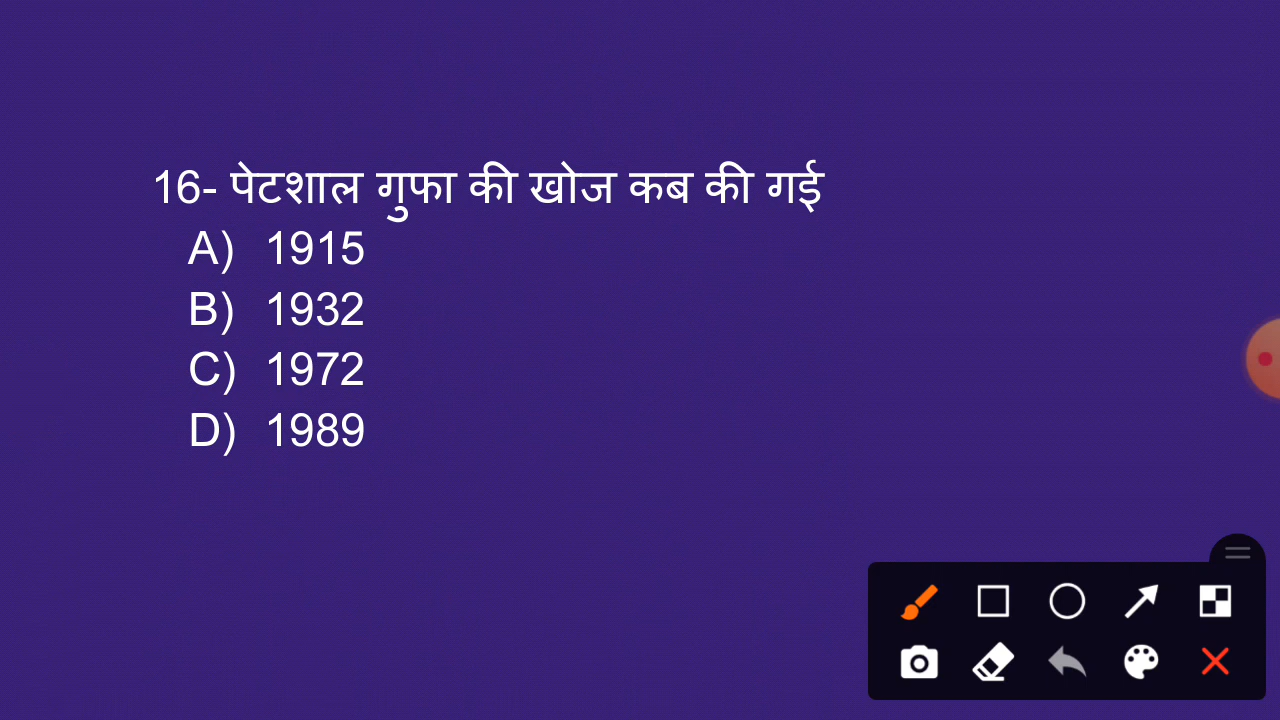 16- पेटशाल गुफा की खोज कब की गई
A) 1915
B) 1932
C) 1972
D) 1989